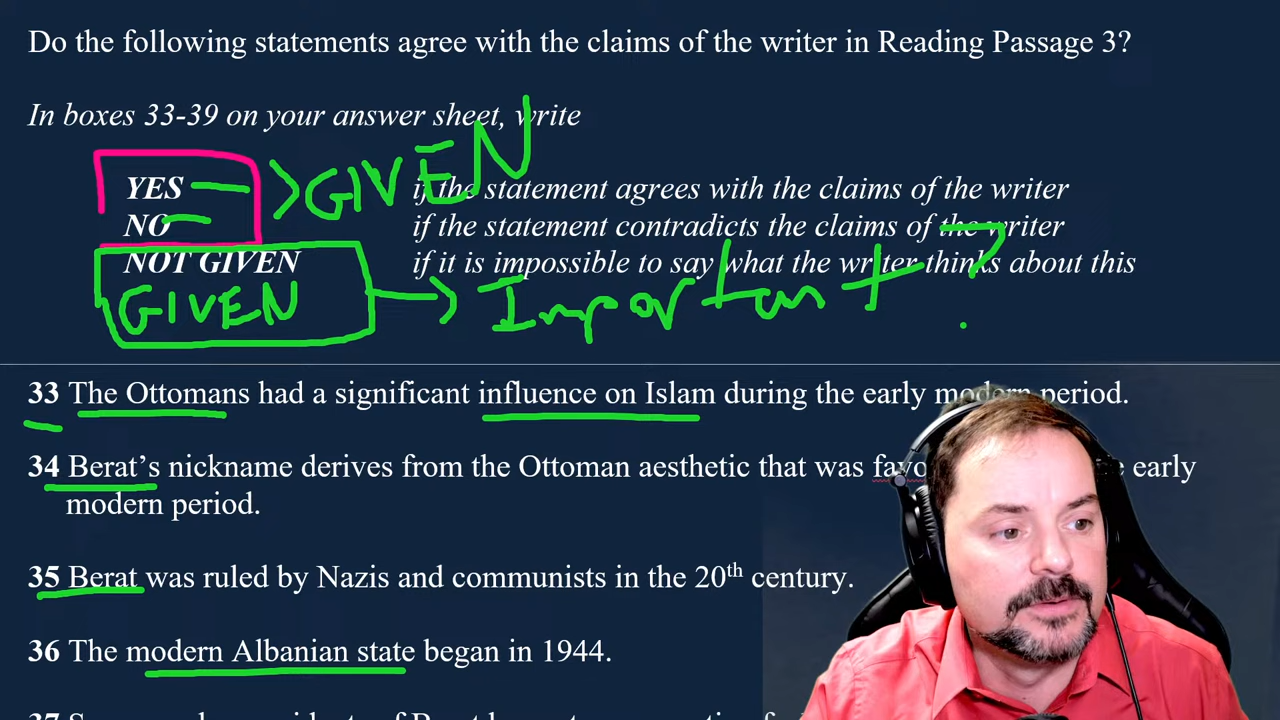 Do the following statements agree with the claims of the writer in Reading Passage 3?
In boxes 33-39 on your answer sheet, write
YES GIVEN if the statement agrees with the claims of the writer
NO if the statement contradicts the claims of the writer
NOT GIVEN if it is impossible to say what the writer thinks about this
GIVEN Important?
33 The Ottomans had a significant influence on Islam during the early modern period.
34 Berat's nickname derives from the Ottoman aesthetic that was early
modern period.
35 Berat was ruled by Nazis and communists in the 20th century.
36 The modern Albanian state began in 1944.